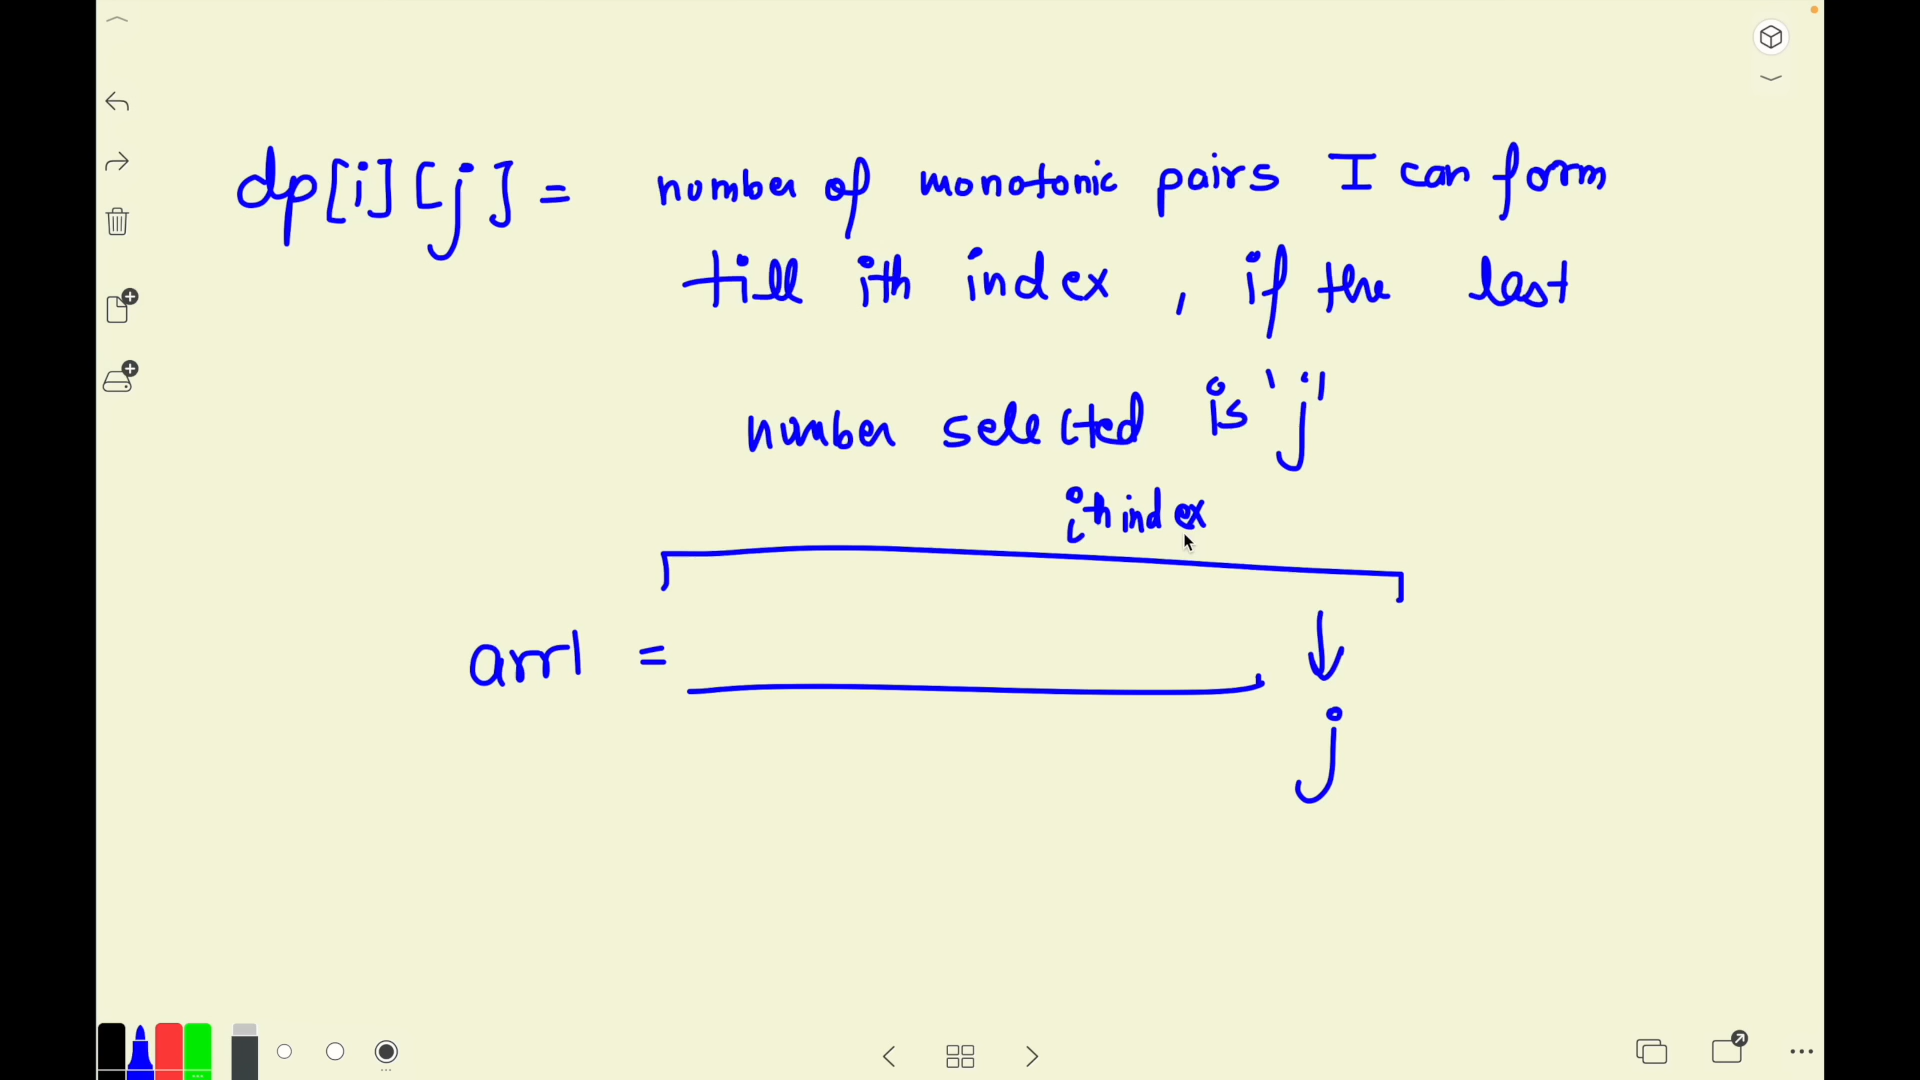 dp[i][j] = number of monotonic pairs I can form
till ith index, if the last
number selected is 'j'
ith index
arr1 =
j